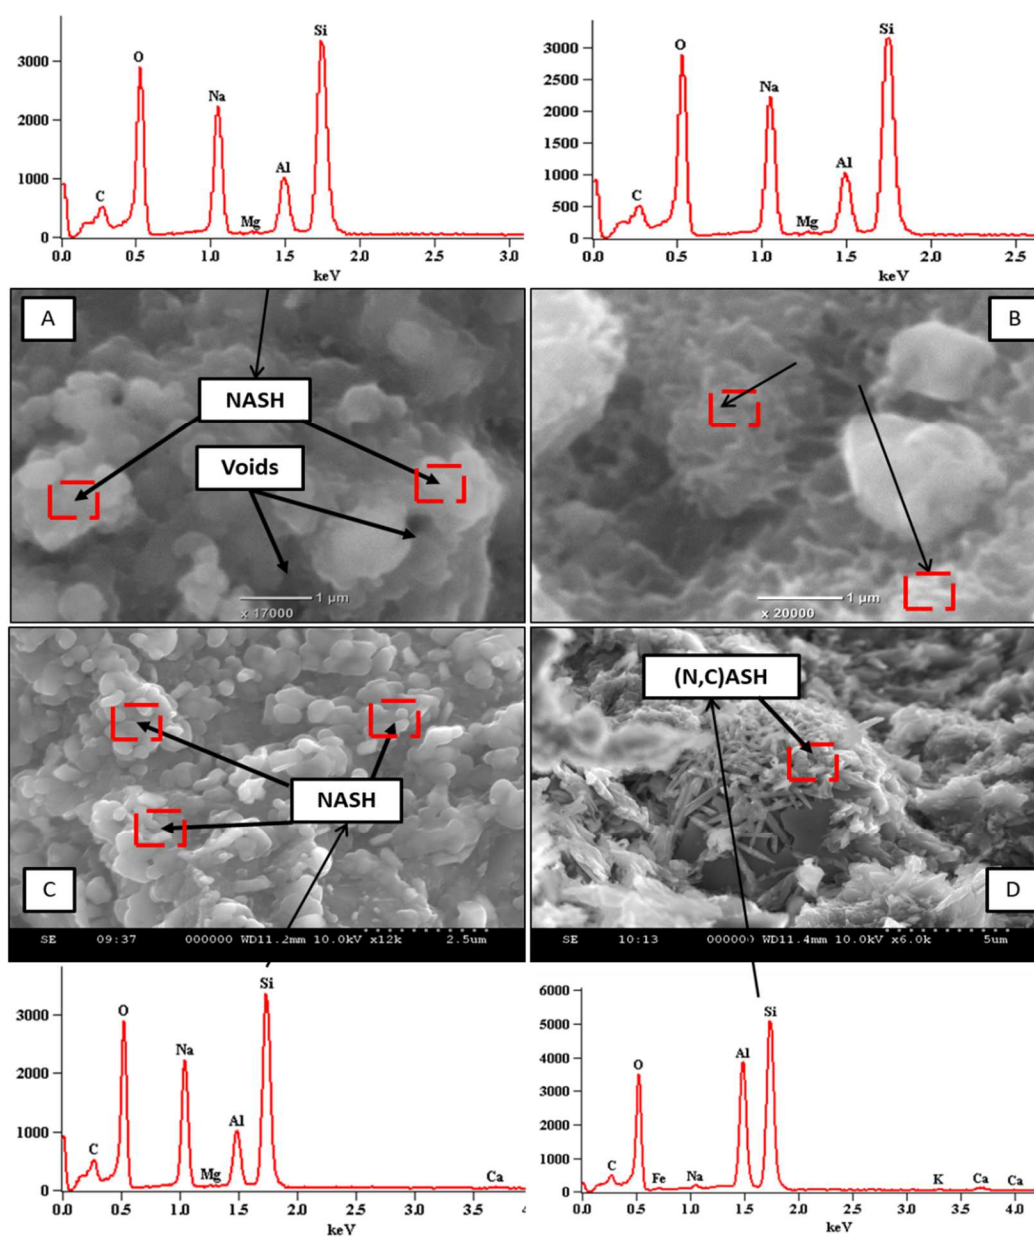 Si
O
Na
Al
C
Mg
3000
2000
1000
0
0.0 0.5 1.0 1.5 2.0 2.5 3.0
keV
Si
O
Na
Al
C
Mg
3000
2500
2000
1500
1000
500
0
0.0 0.5 1.0 1.5 2.0 2.5
keV
A
NASH
Voids
1 µm
x 17000
B
1 µm
x 20000
NASH
C
SE 09:37 000000 WD11.2mm 10.0kV x12k 2.5um
(N,C)ASH
D
SE 10:13 000000 WD11.4mm 10.0kV x6.0k 5um
Si
O
Na
Al
C
Mg
Ca
3000
2000
1000
0
0.0 0.5 1.0 1.5 2.0 2.5 3.0 3.5
keV
Si
Al
O
C
Fe
Na
K
Ca
Ca
6000
5000
4000
3000
2000
1000
0
0.0 0.5 1.0 1.5 2.0 2.5 3.0 3.5 4.0
keV